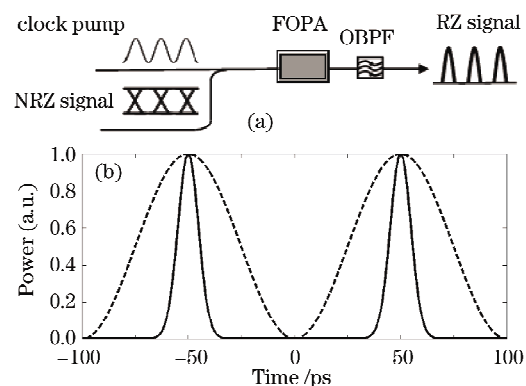 clock pump
FOPA
OBPF
RZ signal
NRZ signal
(a)
(b)
Power (a.u.)
1.0
0.8
0.6
0.4
0.2
0.0
−100
−50
0
50
100
Time /ps